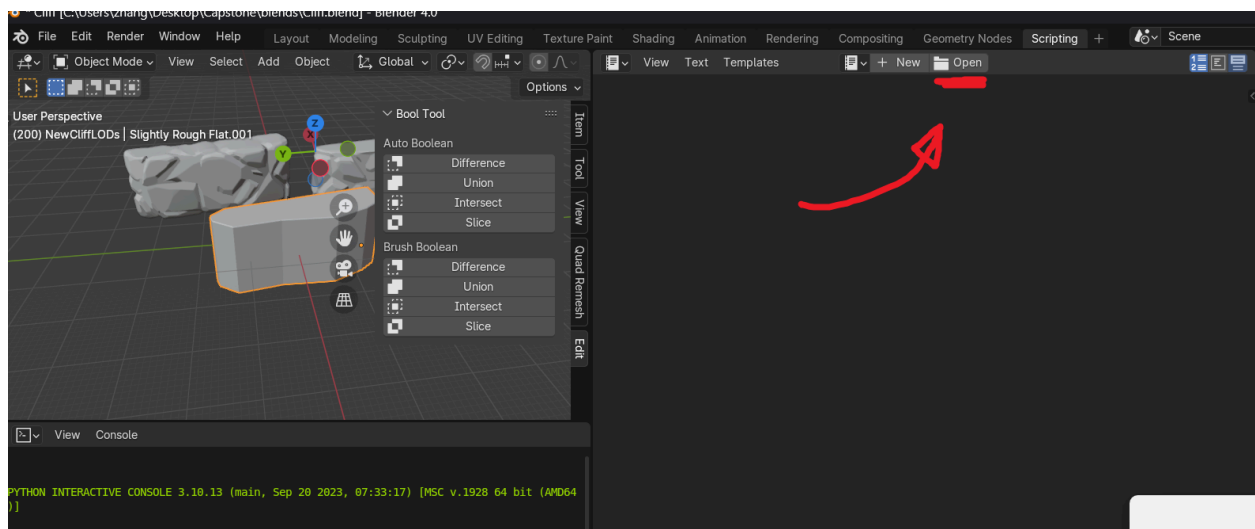 * Cliff [C:\Users\zhang\Desktop\Capstone\blends\Cliff.blend] - Blender 4.0
File Edit Render Window Help Layout Modeling Sculpting UV Editing Texture Paint Shading Animation Rendering Compositing Geometry Nodes Scripting + Scene
Object Mode View Select Add Object Global View Text Templates + New Open
Options
User Perspective
(200) NewCliffLODs | Slightly Rough Flat.001
Z
X
Y
Bool Tool
Auto Boolean
Difference
Union
Intersect
Slice
Brush Boolean
Difference
Union
Intersect
Slice
Item
Tool
View
Quad Remesh
Edit
View Console
PYTHON INTERACTIVE CONSOLE 3.10.13 (main, Sep 20 2023, 07:33:17) [MSC v.1928 64 bit (AMD64
)]